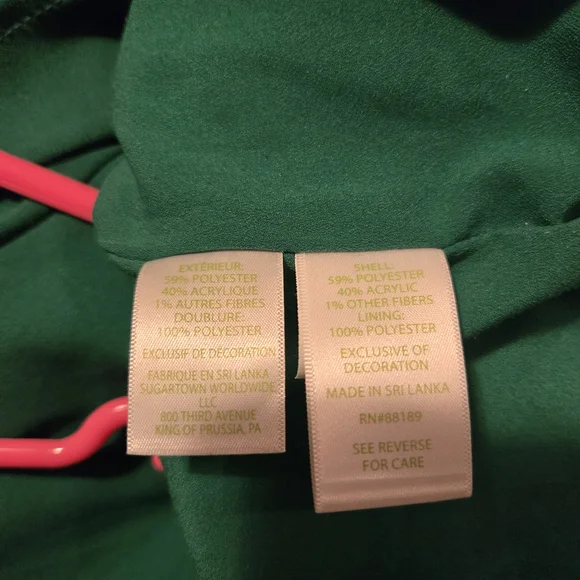 EXTÉRIEUR:
59% POLYESTER
40% ACRYLIQUE
1% AUTRES FIBRES
DOUBLURE:
100% POLYESTER
EXCLUSIF DE DÉCORATION
FABRIQUE EN SRI LANKA
SUGARTOWN WORLDWIDE
LLC
800 THIRD AVENUE
KING OF PRUSSIA, PA
SHELL:
59% POLYESTER
40% ACRYLIC
1% OTHER FIBERS
LINING:
100% POLYESTER
EXCLUSIVE OF
DECORATION
MADE IN SRI LANKA
RN#88189
SEE REVERSE
FOR CARE